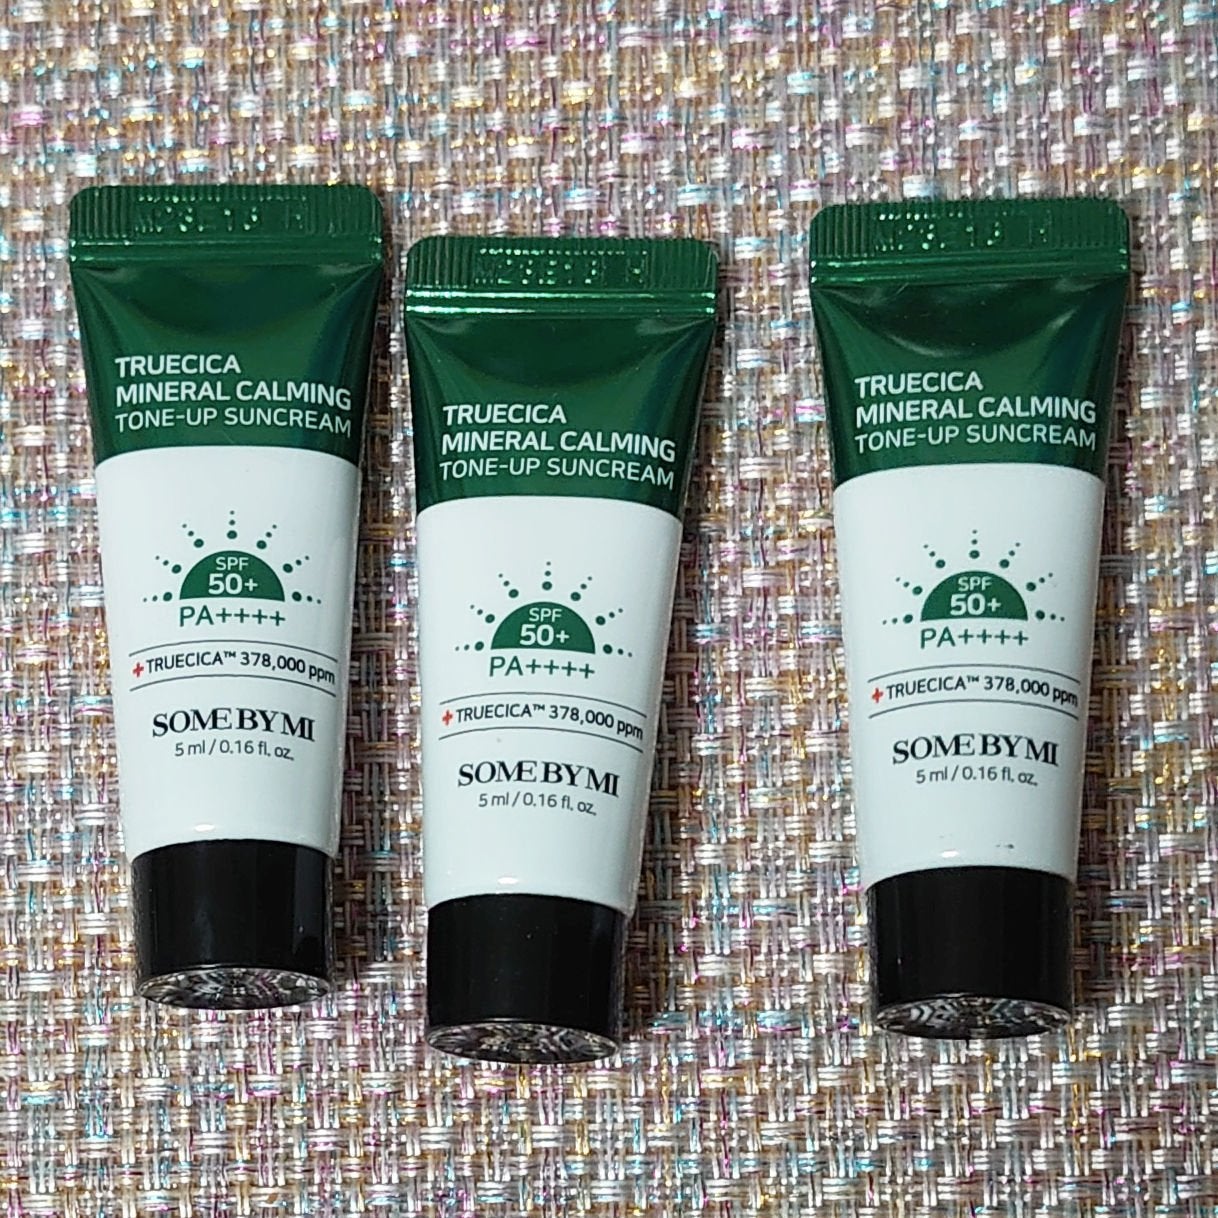 TRUECICA
MINERAL CALMING
TONE-UP SUNCREAM
SPF
50+
PA++++
+TRUECICA™ 378,000 ppm
SOME BY MI
5 ml / 0.16 fl. oz.
TRUECICA
MINERAL CALMING
TONE-UP SUNCREAM
SPF
50+
PA++++
+TRUECICA™ 378,000 ppm
SOME BY MI
5 ml / 0.16 fl. oz.
TRUECICA
MINERAL CALMING
TONE-UP SUNCREAM
SPF
50+
PA++++
+TRUECICA™ 378,000 ppm
SOME BY MI
5 ml / 0.16 fl. oz.